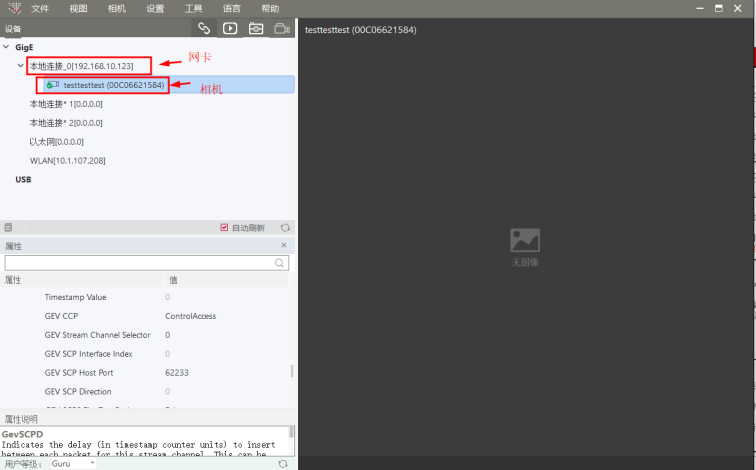 文件 视图 相机 设置 工具 语言 帮助
设备
testtesttest (00C06621584)
GigE
本地连接_0[192.168.10.123]
网卡
testtesttest (00C06621584)
相机
本地连接* 1[0.0.0.0]
本地连接* 2[0.0.0.0]
以太网[0.0.0.0]
WLAN[10.1.107.208]
USB
自动刷新
属性
属性 值
Timestamp Value 0
GEV CCP ControlAccess
GEV Stream Channel Selector 0
GEV SCP Interface Index 0
GEV SCP Host Port 62233
GEV SCP Direction 0
无图像
属性说明
GevSCPD
Indicates the delay (in timestamp counter units) to insert
between each packet for this stream channel. This can be
用户等级: Guru